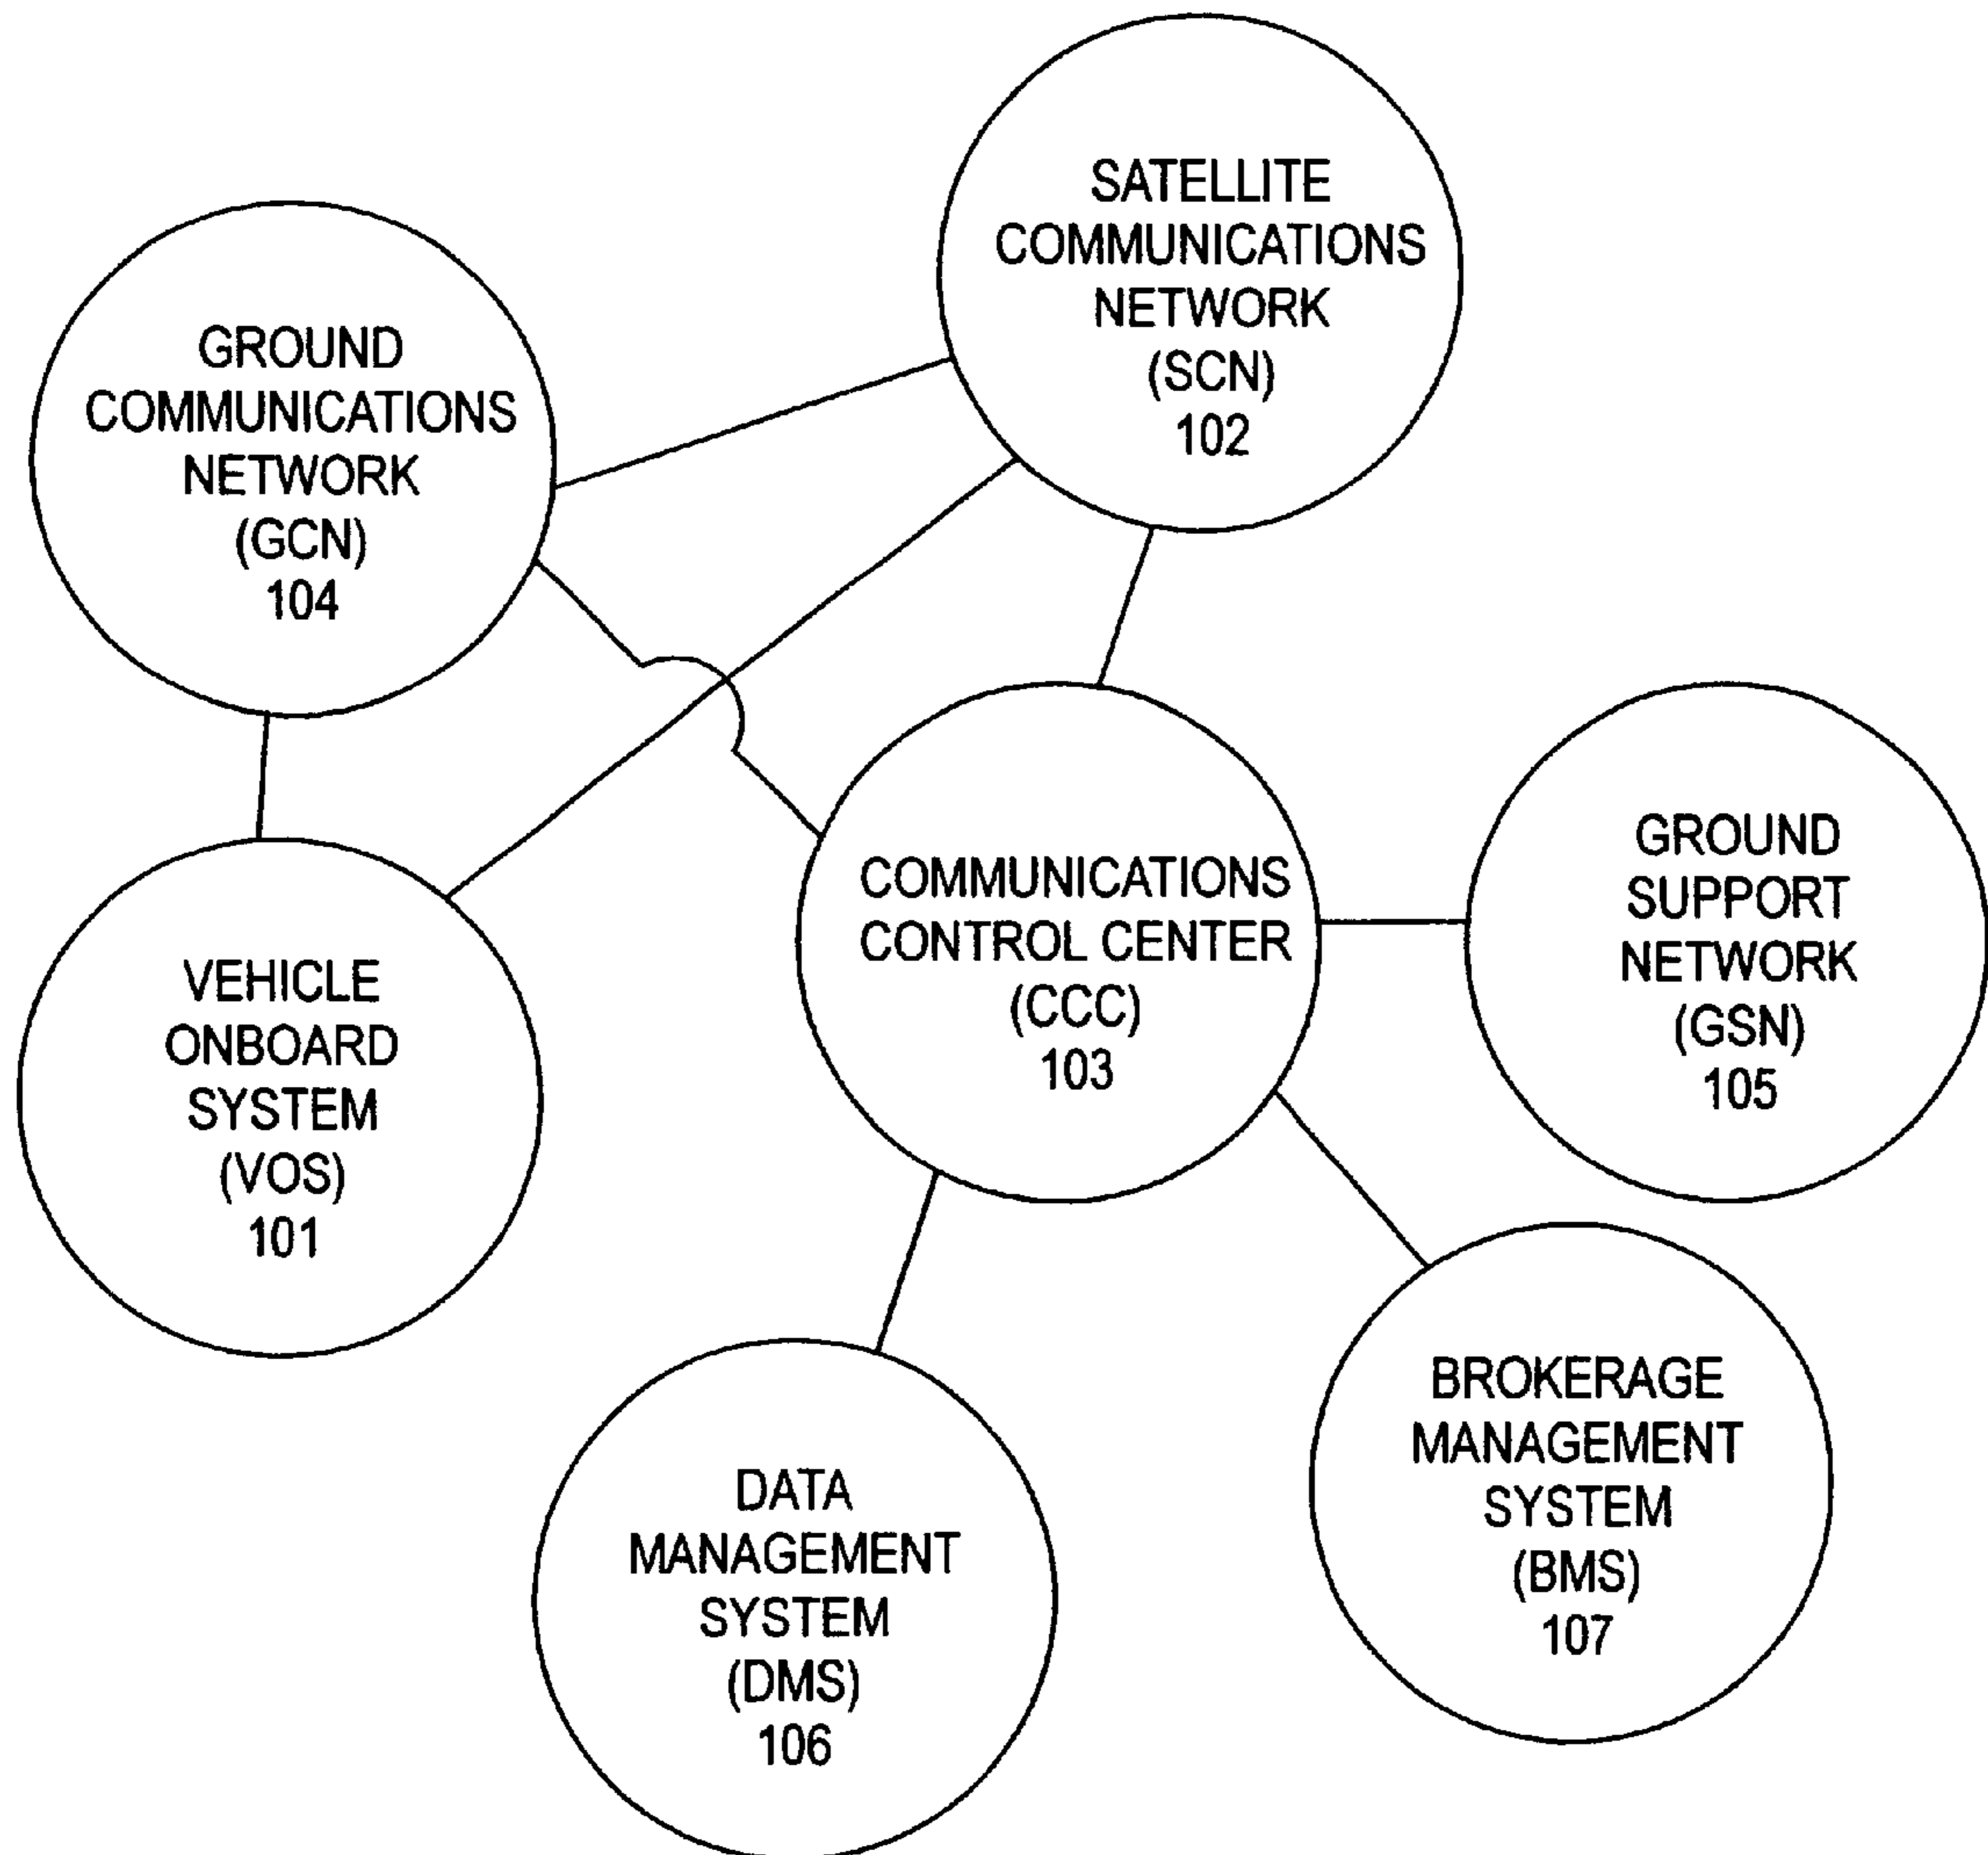 SATELLITE
COMMUNICATIONS
NETWORK
(SCN)
102
GROUND
COMMUNICATIONS
NETWORK
(GCN)
104
COMMUNICATIONS
CONTROL CENTER
(CCC)
103
GROUND
SUPPORT
NETWORK
(GSN)
105
VEHICLE
ONBOARD
SYSTEM
(VOS)
101
BROKERAGE
MANAGEMENT
SYSTEM
(BMS)
107
DATA
MANAGEMENT
SYSTEM
(DMS)
106